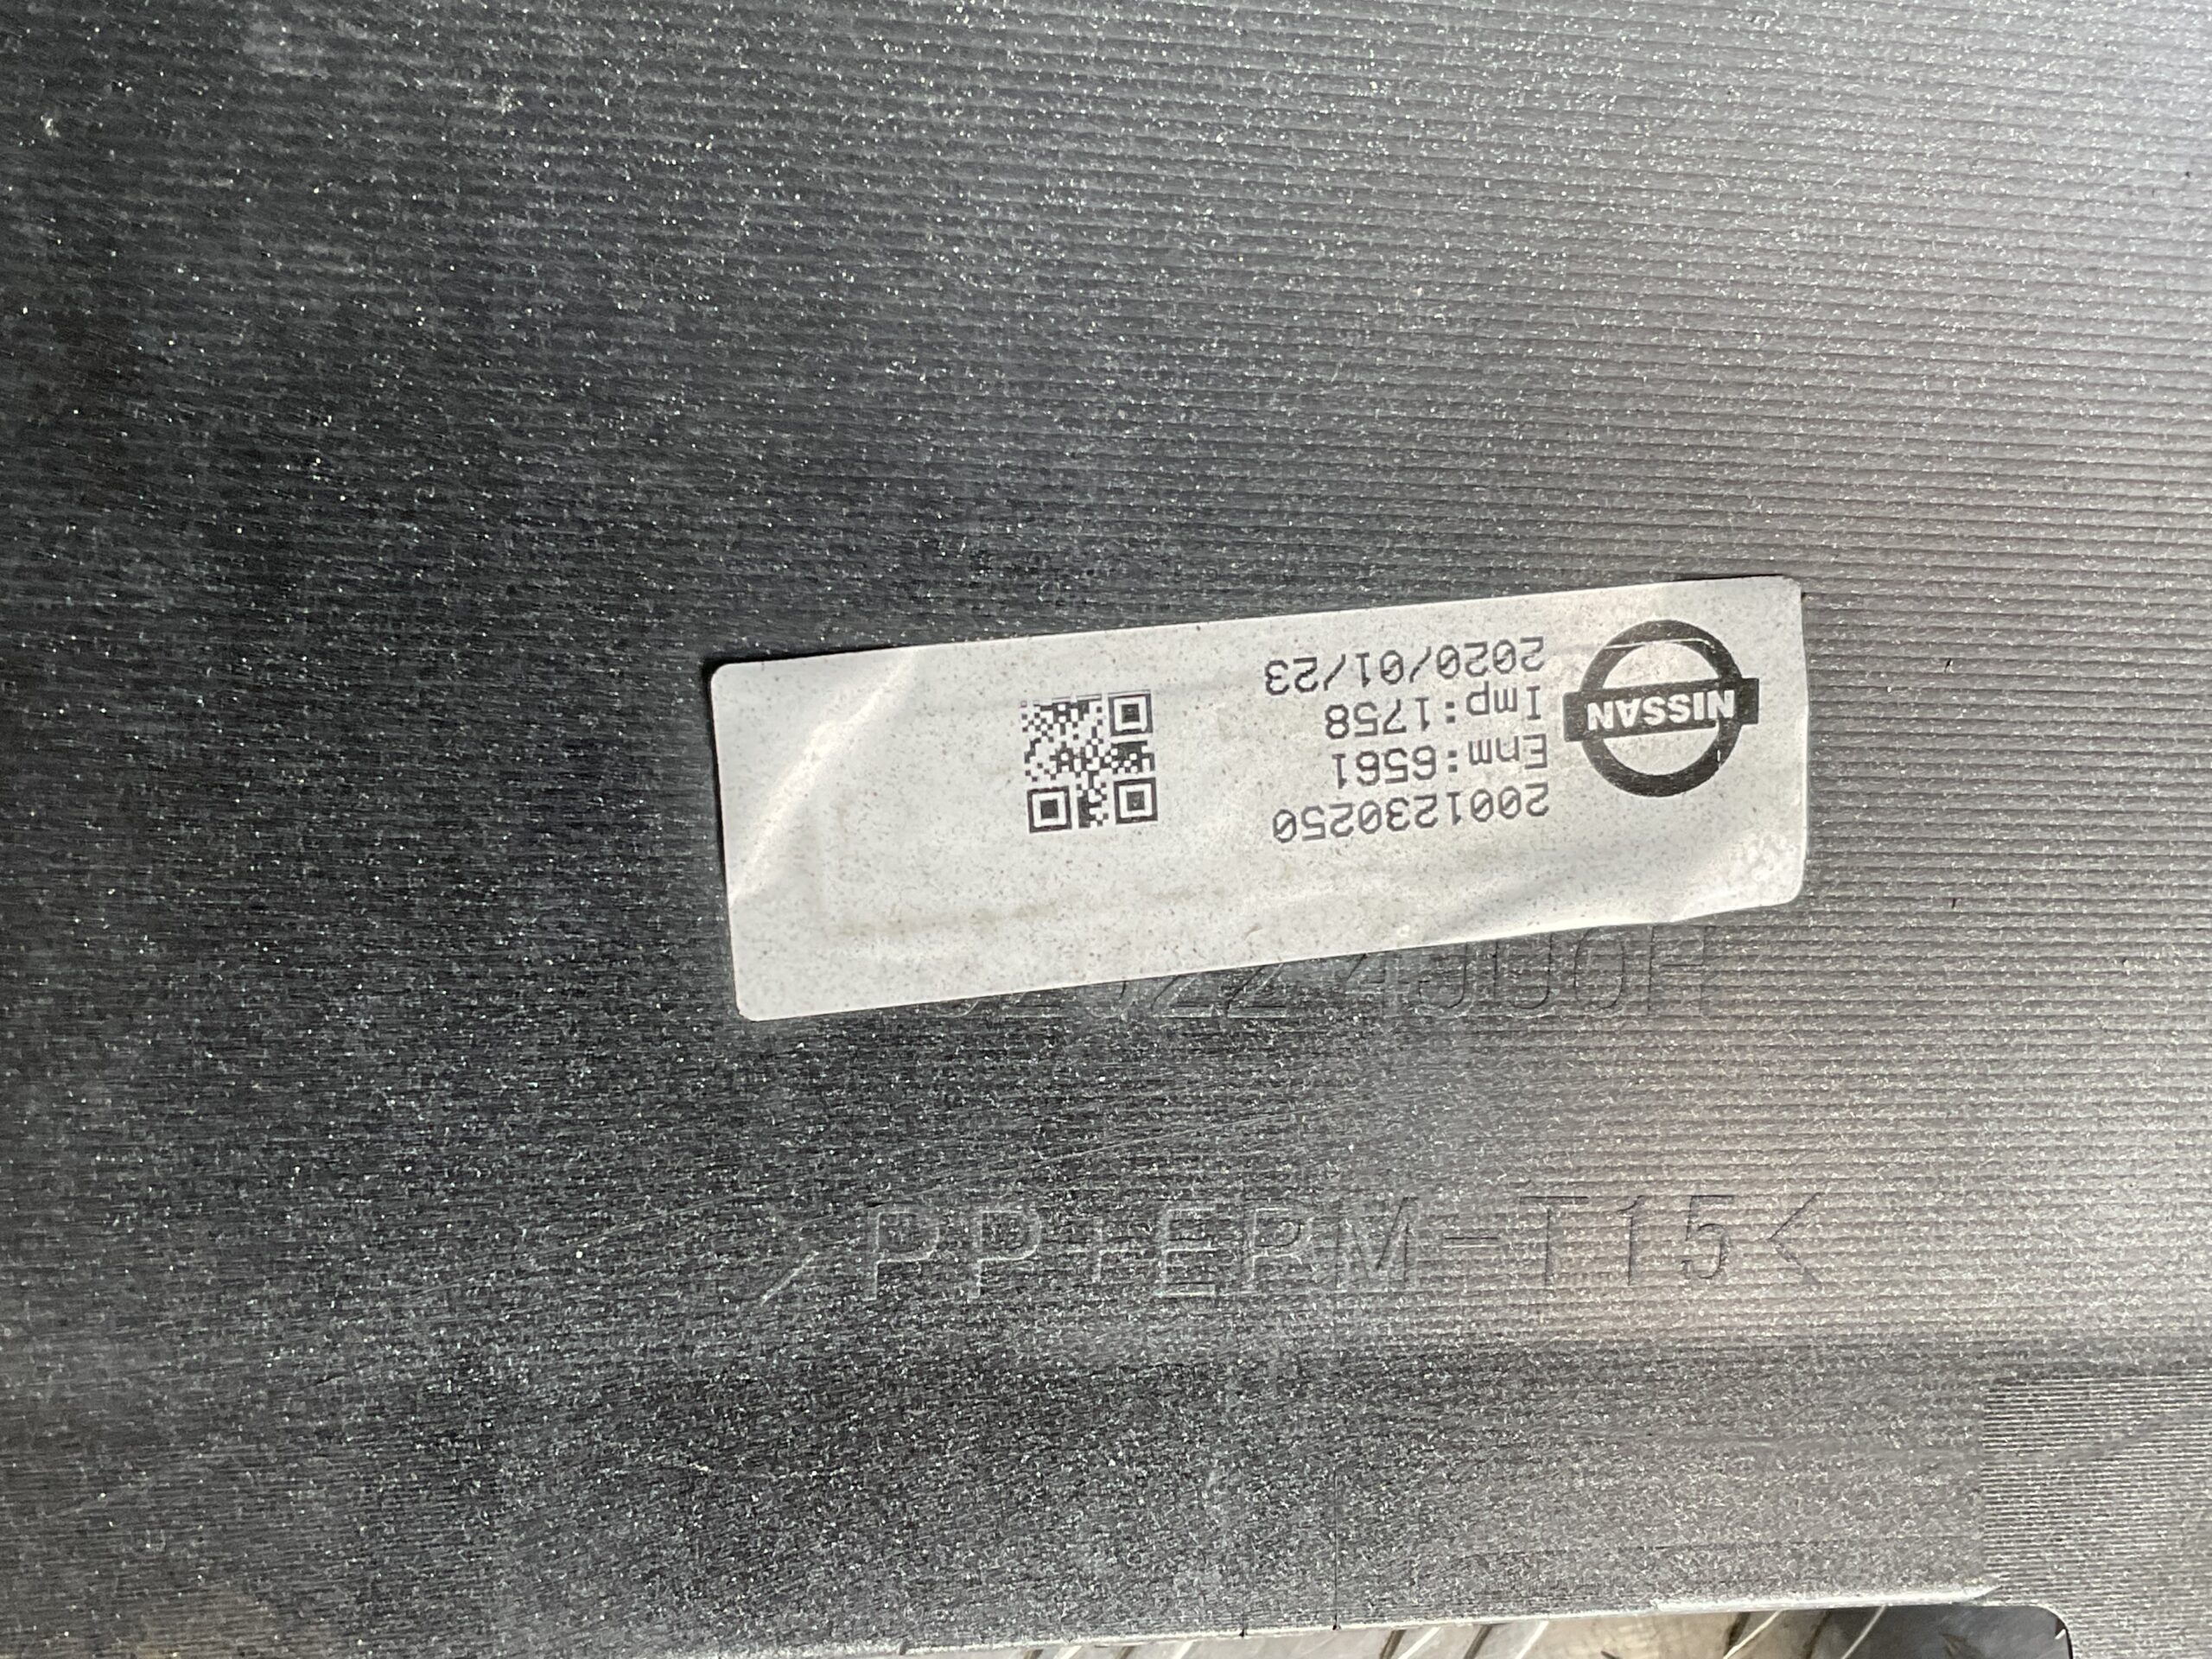 NISSAN
2001230250
Enm:6561
Imp:1758
2020/01/23
>PP+EPM-T15<